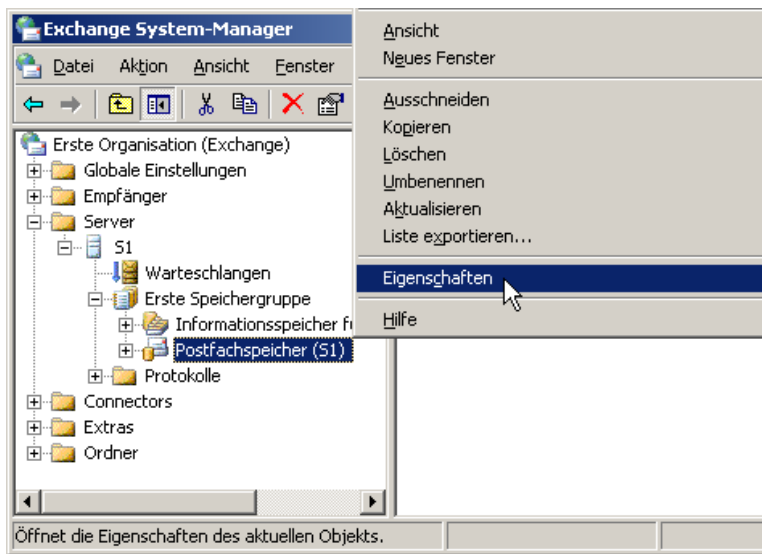 Exchange System-Manager
Datei Aktion Ansicht Fenster
Erste Organisation (Exchange)
Globale Einstellungen
Empfänger
Server
S1
Warteschlangen
Erste Speichergruppe
Informationsspeicher
Postfachspeicher (S1)
Protokolle
Connectors
Extras
Ordner
Ansicht
Neues Fenster
Ausschneiden
Kopieren
Löschen
Umbenennen
Aktualisieren
Liste exportieren...
Eigenschaften
Hilfe
Öffnet die Eigenschaften des aktuellen Objekts.